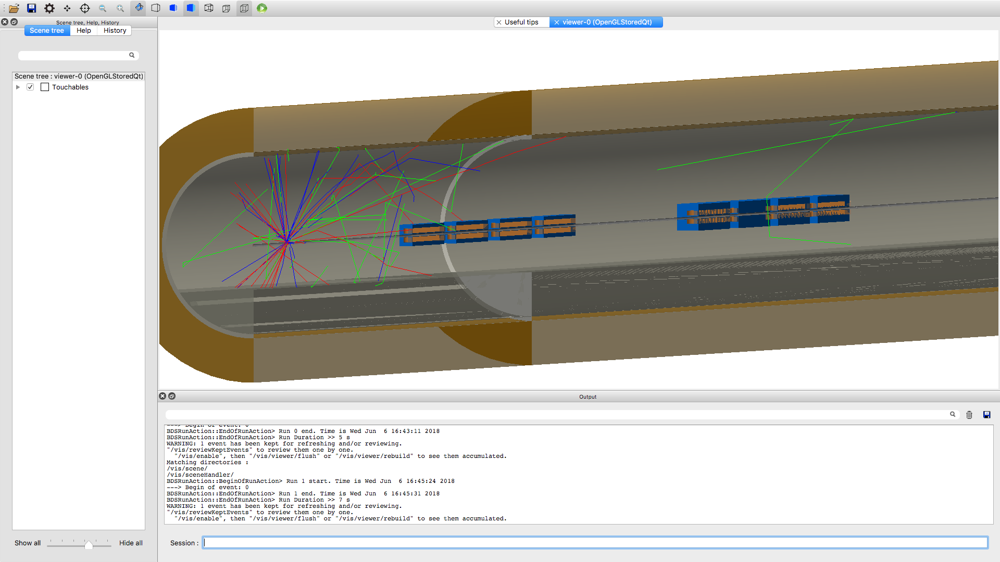 Scene tree, Help, History
Scene tree
Help
History
Scene tree : viewer-0 (OpenGLStoredQt)
Touchables
Show all
Hide all
Useful tips
viewer-0 (OpenGLStoredQt)
Output
---> Begin of event: 0
BDSRunAction::EndOfRunAction> Run 0 end. Time is Wed Jun  6 16:43:11 2018
BDSRunAction::EndOfRunAction> Run Duration >> 5 s
WARNING: 1 event has been kept for refreshing and/or reviewing.
"/vis/reviewKeptEvents" to review them one by one.
"/vis/enable", then "/vis/viewer/flush" or "/vis/viewer/rebuild" to see them accumulated.
Matching directories :
/vis/scene/
/vis/sceneHandler/
BDSRunAction::BeginOfRunAction> Run 1 start. Time is Wed Jun  6 16:45:24 2018
---> Begin of event: 0
BDSRunAction::EndOfRunAction> Run 1 end. Time is Wed Jun  6 16:45:31 2018
BDSRunAction::EndOfRunAction> Run Duration >> 7 s
WARNING: 1 event has been kept for refreshing and/or reviewing.
"/vis/reviewKeptEvents" to review them one by one.
"/vis/enable", then "/vis/viewer/flush" or "/vis/viewer/rebuild" to see them accumulated.
Session :